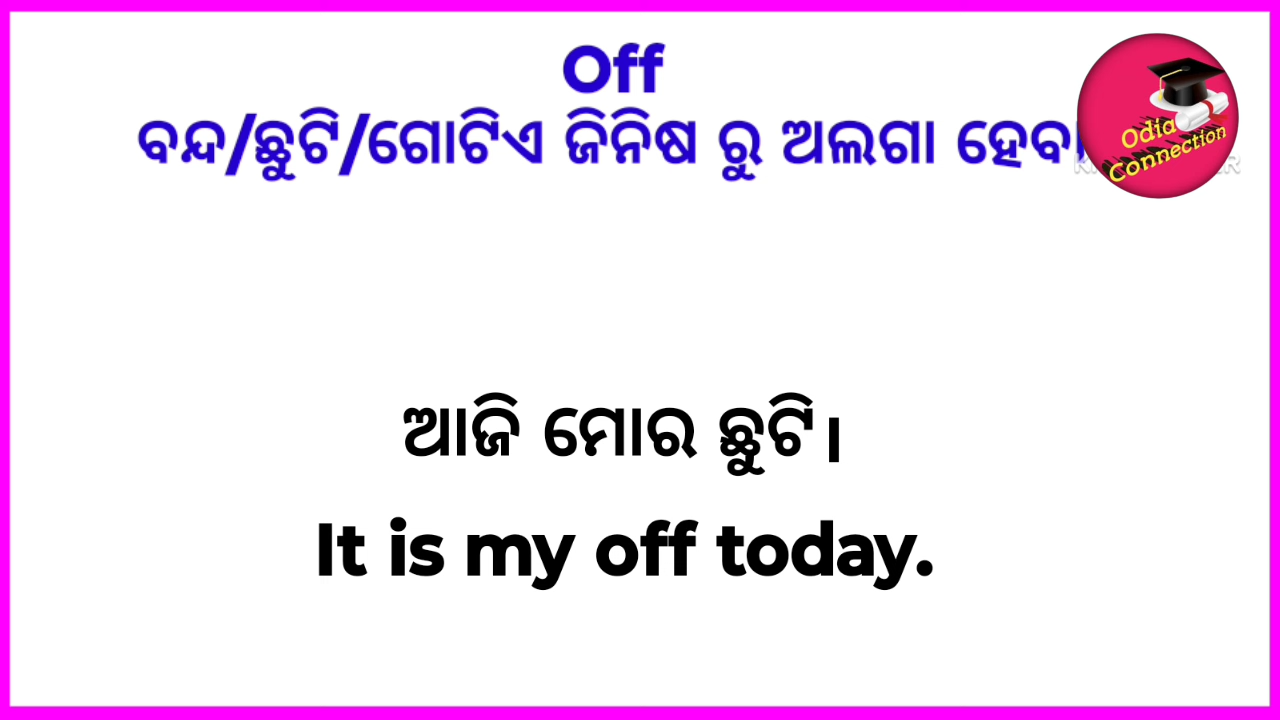 Off
ବନ୍ଦ/ଛୁଟି/ଗୋଟିଏ ଜିନିଷ ରୁ ଅଲଗା ହେବା
Odia
Connection
ଆଜି ମୋର ଛୁଟି।
It is my off today.